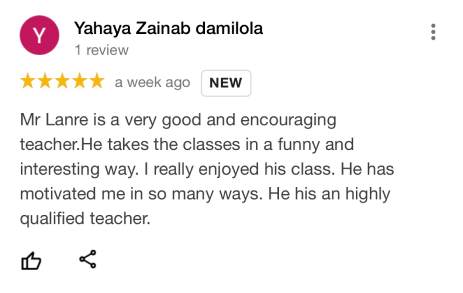 Y
Yahaya Zainab damilola
1 review
a week ago NEW
Mr Lanre is a very good and encouraging
teacher.He takes the classes in a funny and
interesting way. I really enjoyed his class. He has
motivated me in so many ways. He his an highly
qualified teacher.